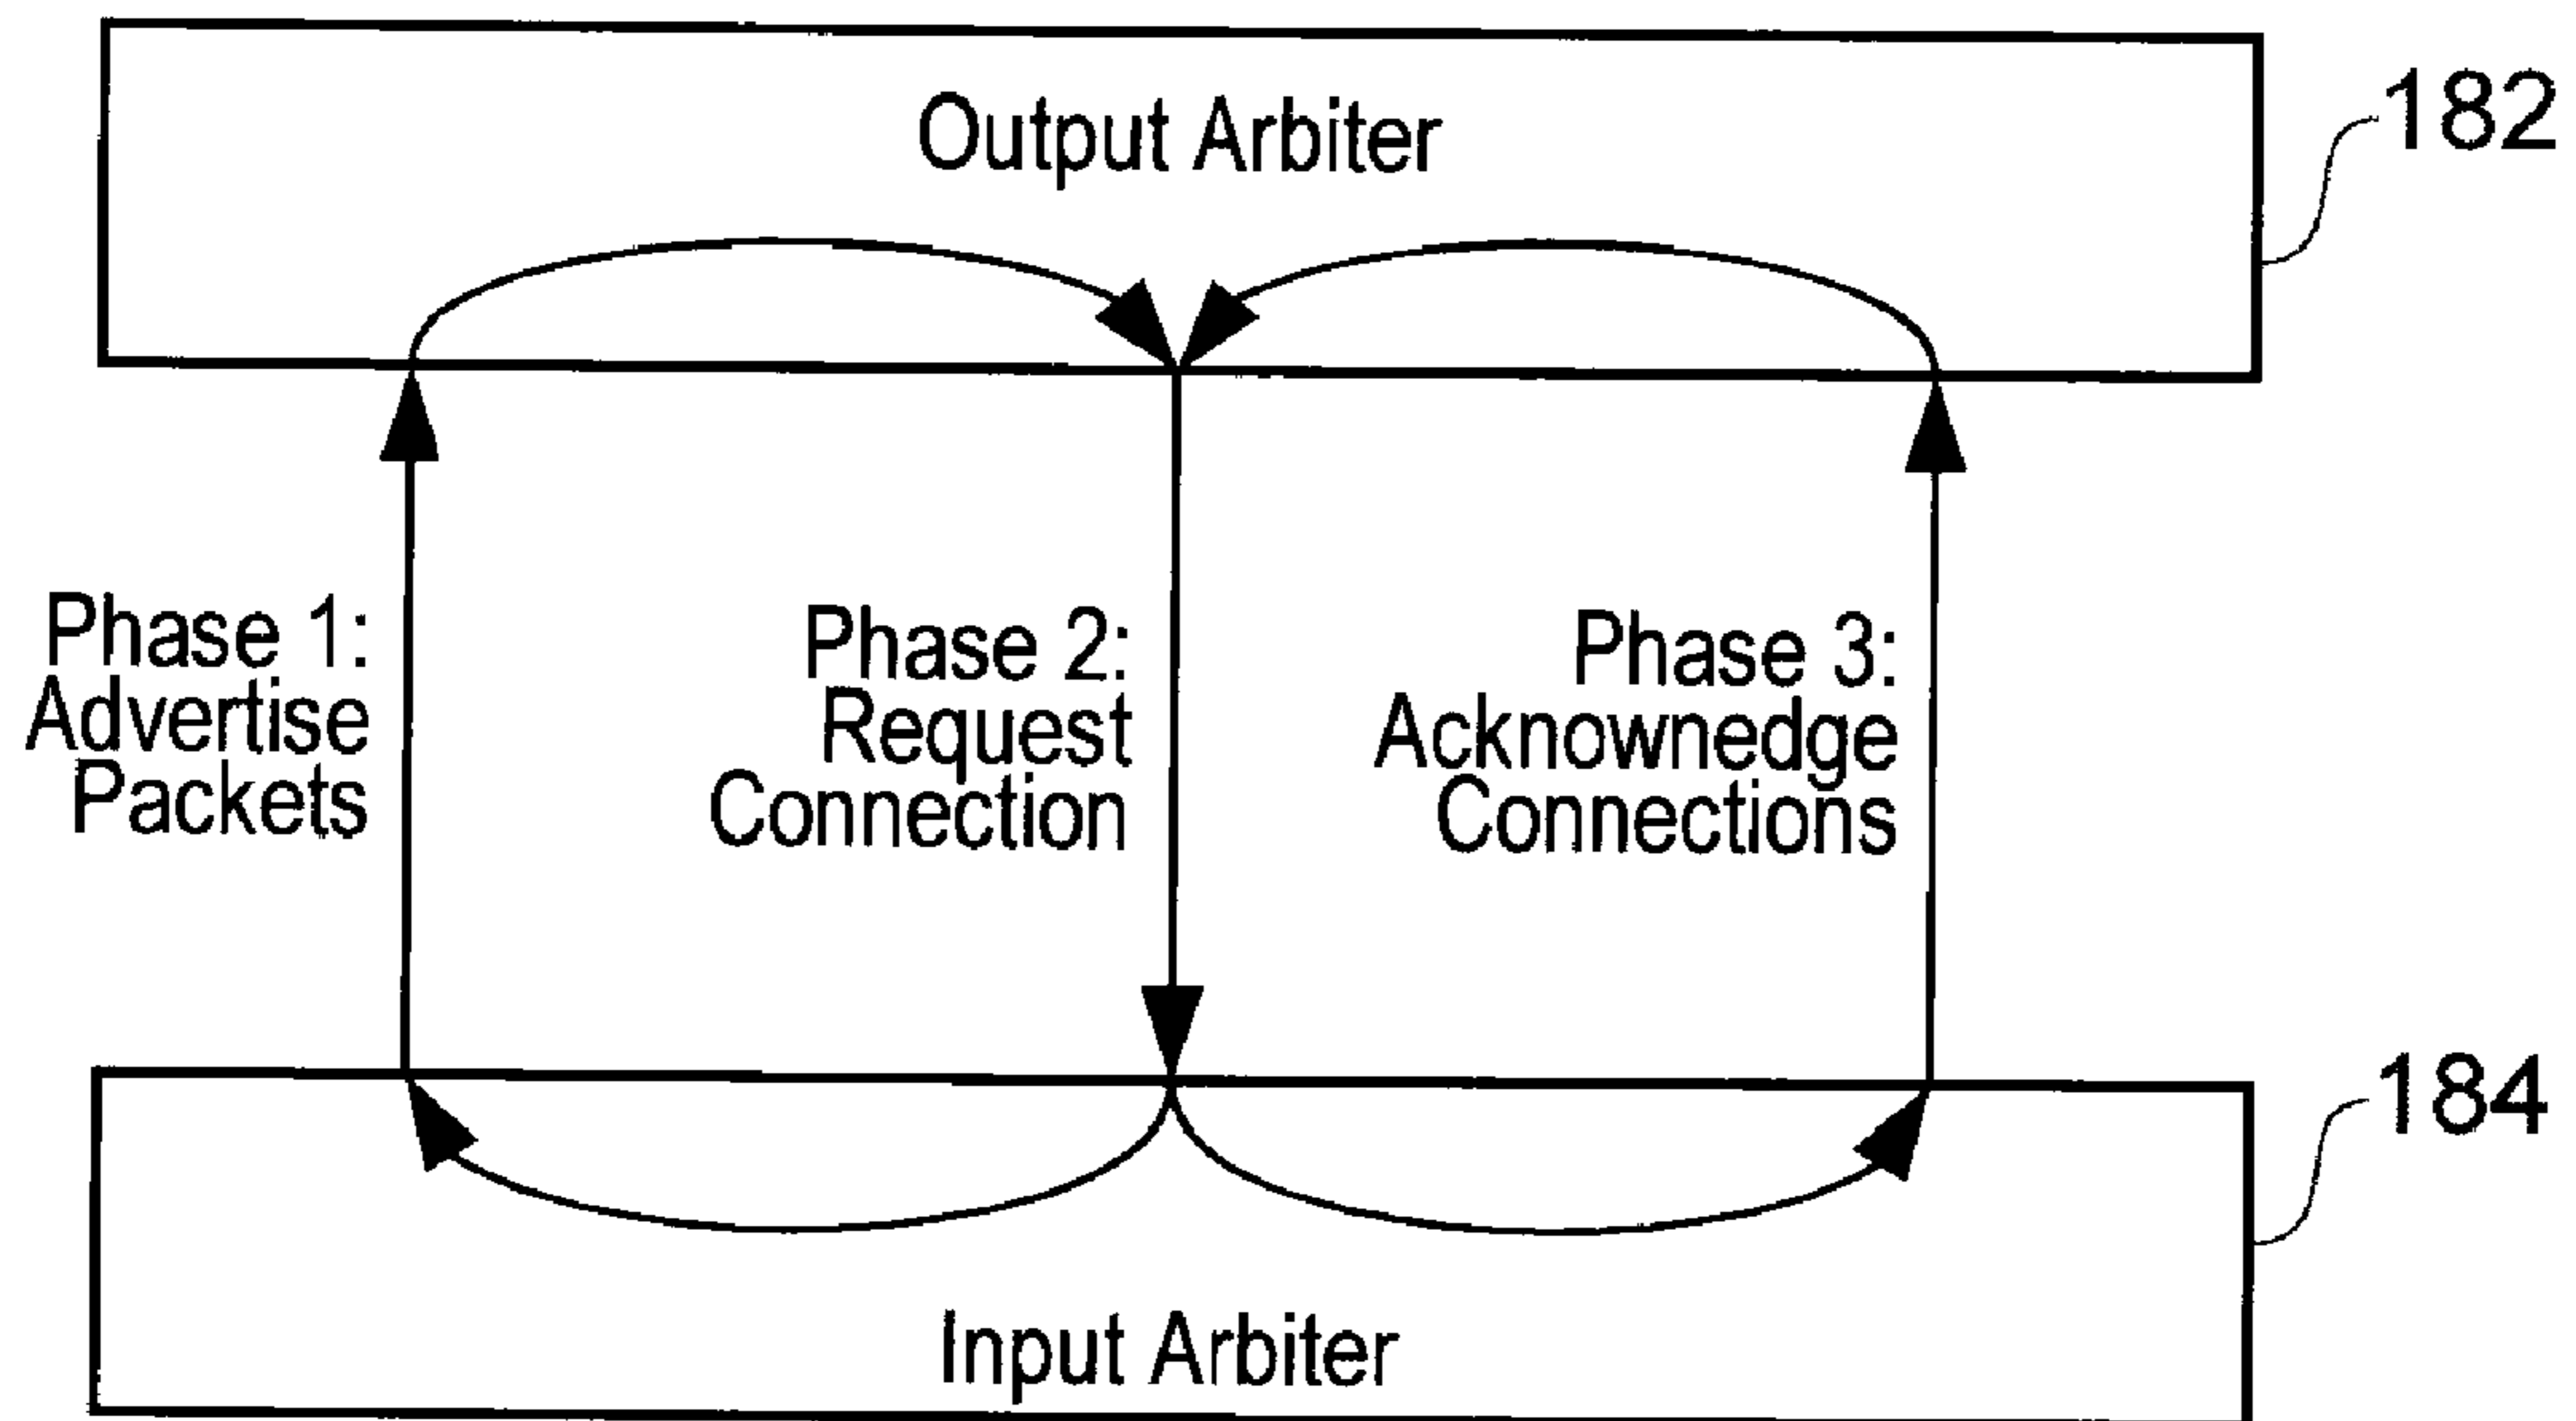 Output Arbiter
182
Phase 1:
Advertise
Packets
Phase 2:
Request
Connection
Phase 3:
Acknownedge
Connections
184
Input Arbiter